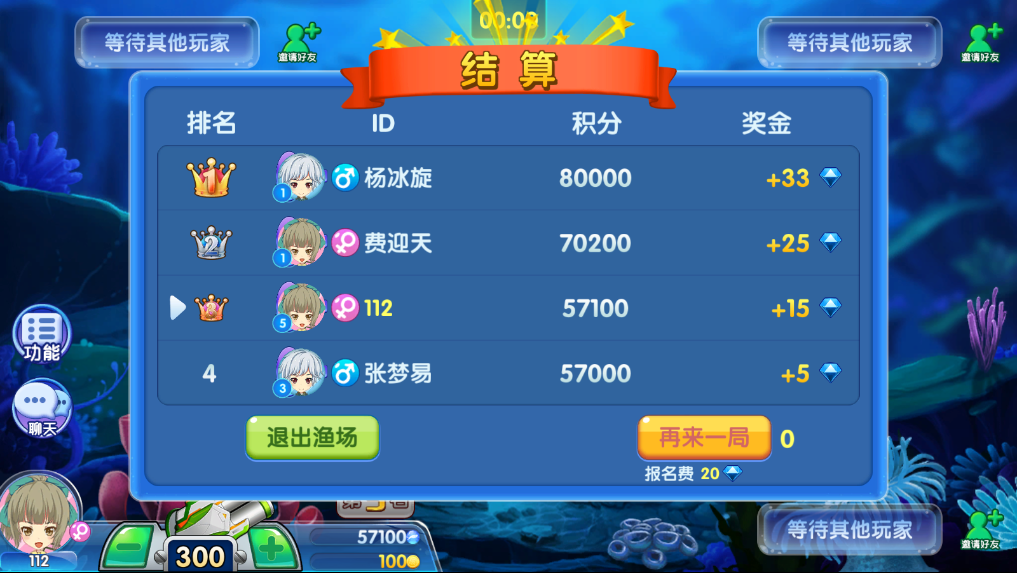 00:09
等待其他玩家
邀请好友
等待其他玩家
邀请好友
结算
排名 ID 积分 奖金
1 1 杨冰旋 80000 +33
2 1 费迎天 70200 +25
5 112 57100 +15
4 3 张梦易 57000 +5
功能
聊天
退出渔场
再来一局 0
报名费 20
等待其他玩家
邀请好友
112
300
57100
100